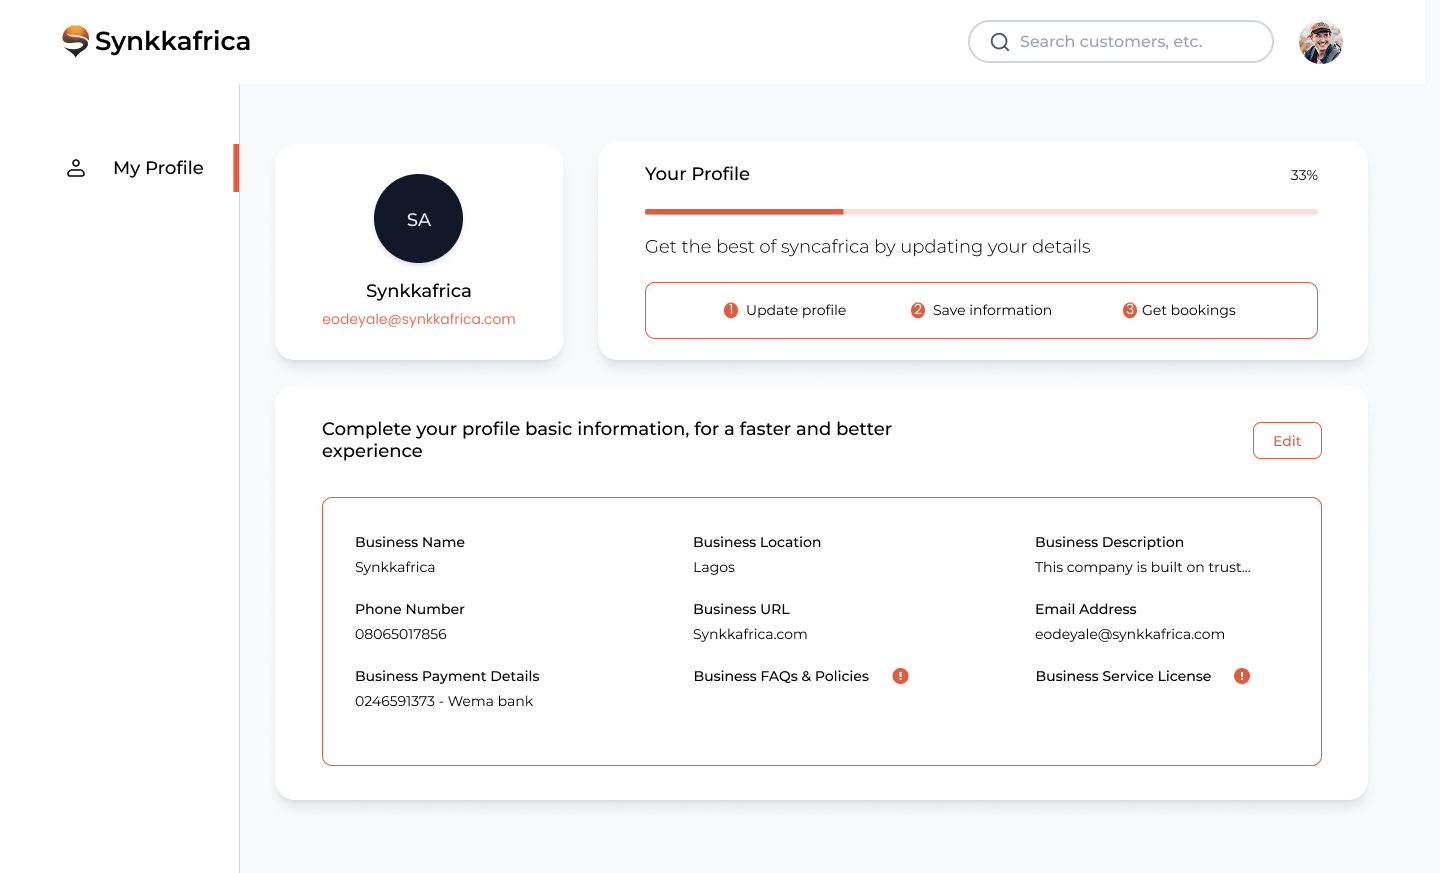 Synkkafrica
Search customers, etc.
My Profile
SA
Synkkafrica
eodeyale@synkkafrica.com
Your Profile
33%
Get the best of syncafrica by updating your details
1 Update profile
2 Save information
3 Get bookings
Complete your profile basic information, for a faster and better
experience
Edit
Business Name
Synkkafrica
Business Location
Lagos
Business Description
This company is built on trust...
Phone Number
08065017856
Business URL
Synkkafrica.com
Email Address
eodeyale@synkkafrica.com
Business Payment Details
0246591373 - Wema bank
Business FAQs & Policies !
Business Service License !